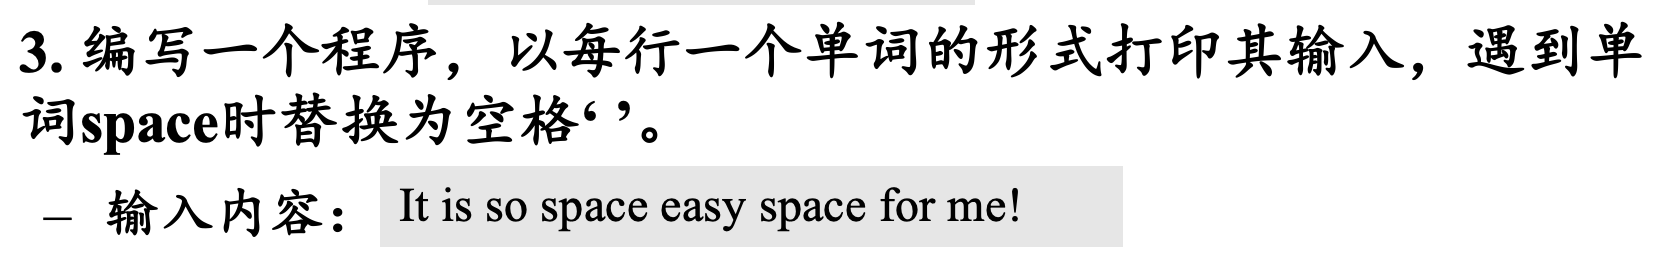 3. 编写一个程序，以每行一个单词的形式打印其输入，遇到单
词space时替换为空格‘ ’。
– 输入内容： It is so space easy space for me!